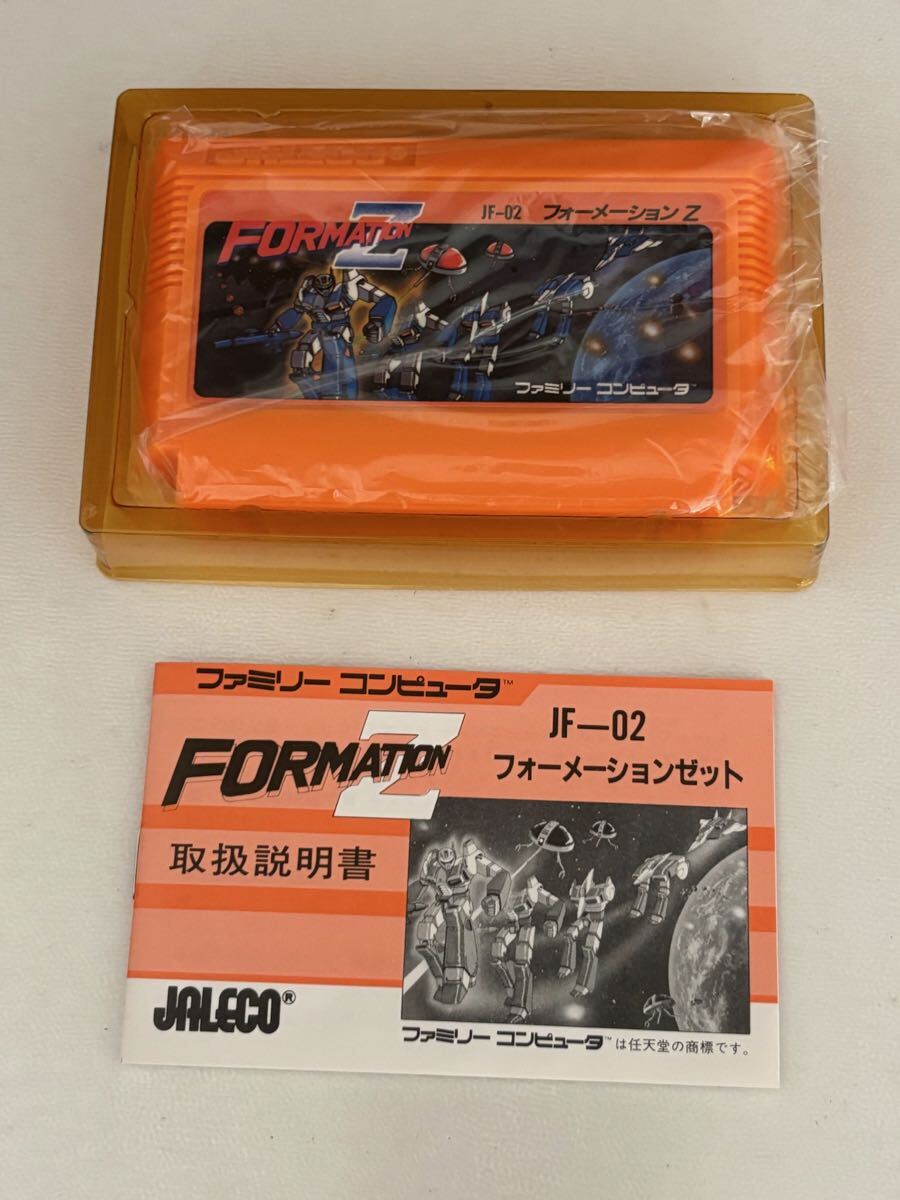 JALECO®
FORMATION Z
JF-02 フォーメーションZ
ファミリー コンピュータ
ファミリー コンピュータ™
FORMATION Z
JF—02
フォーメーションゼット
取扱説明書
JALECO®
ファミリー コンピュータ™は任天堂の商標です。